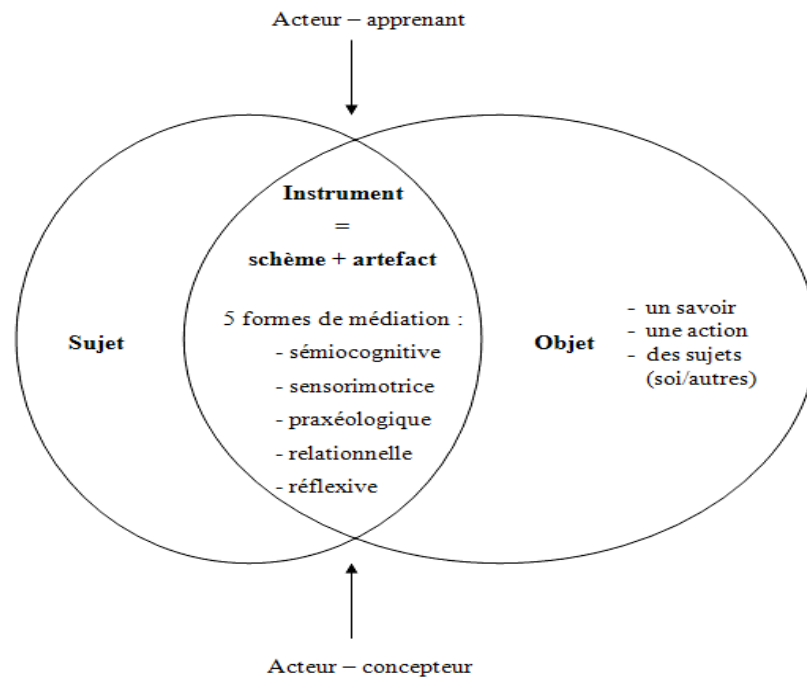 Acteur – apprenant
Instrument
=
schème + artefact
5 formes de médiation :
- sémiocognitive
- sensorimotrice
- praxéologique
- relationnelle
- réflexive
Sujet
Objet
- un savoir
- une action
- des sujets
(soi/autres)
Acteur – concepteur